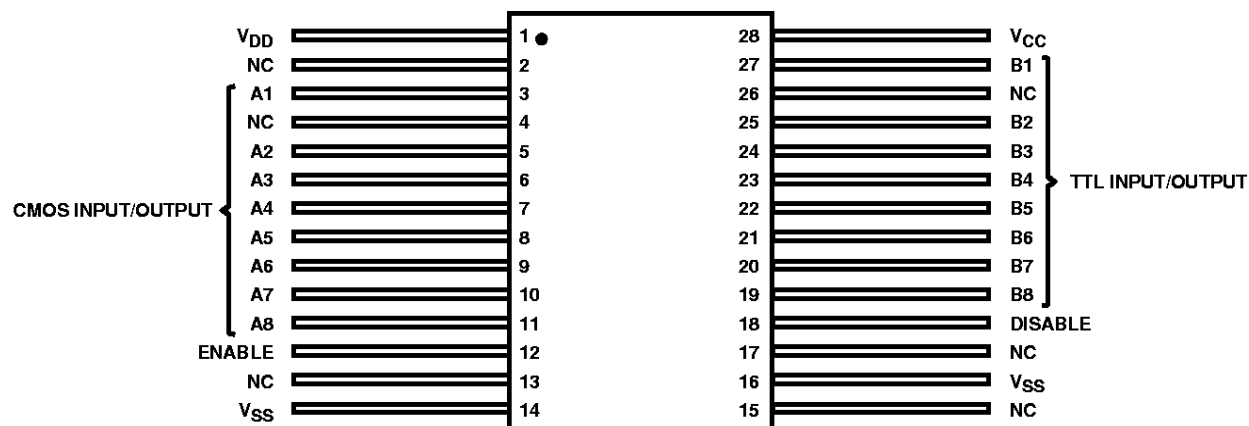 VDD 1 28 VCC
NC 2 27 B1
A1 3 26 NC
NC 4 25 B2
A2 5 24 B3
A3 6 23 B4 TTL INPUT/OUTPUT
CMOS INPUT/OUTPUT A4 7 22 B5
A5 8 21 B6
A6 9 20 B7
A7 10 19 B8
A8 11 18 DISABLE
ENABLE 12 17 NC
NC 13 16 VSS
VSS 14 15 NC